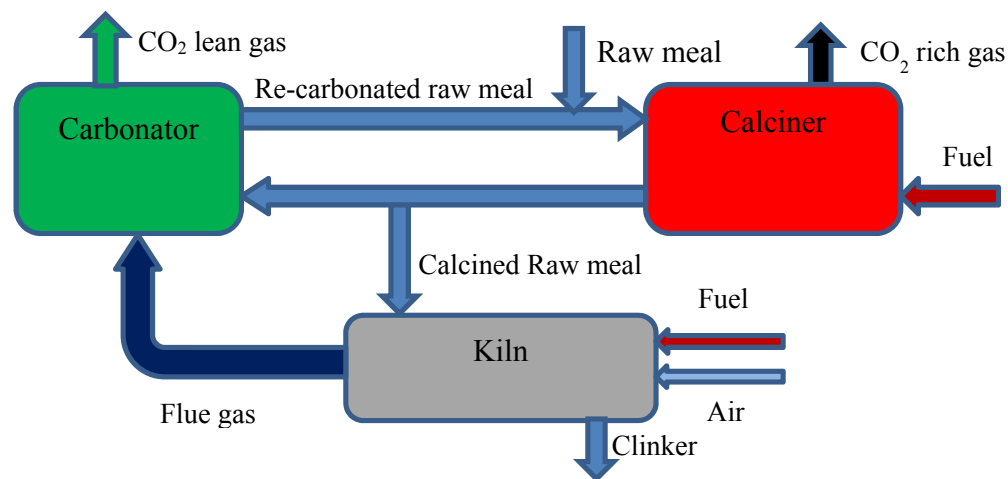 CO₂ lean gas
Raw meal
CO₂ rich gas
Re-carbonated raw meal
Carbonator
Calciner
Fuel
Calcined Raw meal
Fuel
Kiln
Flue gas
Air
Clinker